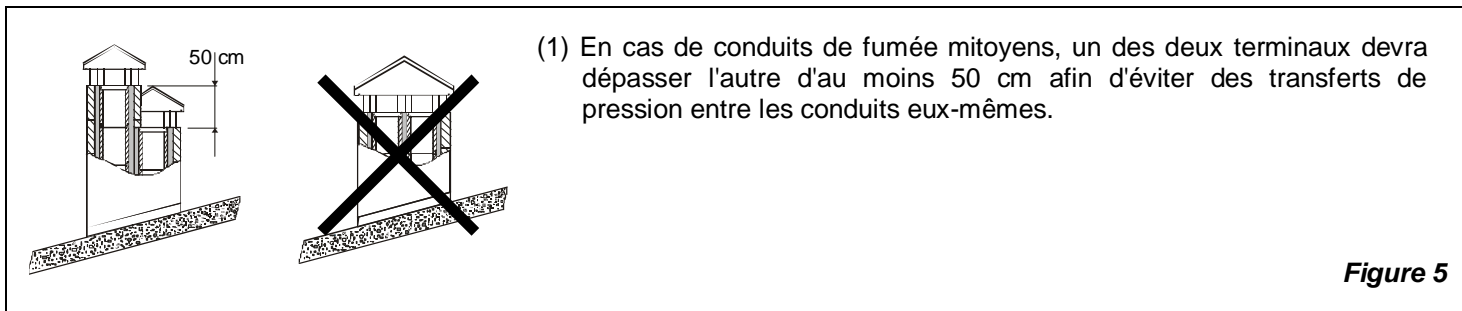 50 cm
(1) En cas de conduits de fumée mitoyens, un des deux terminaux devra
dépasser l'autre d'au moins 50 cm afin d'éviter des transferts de
pression entre les conduits eux-mêmes.
Figure 5